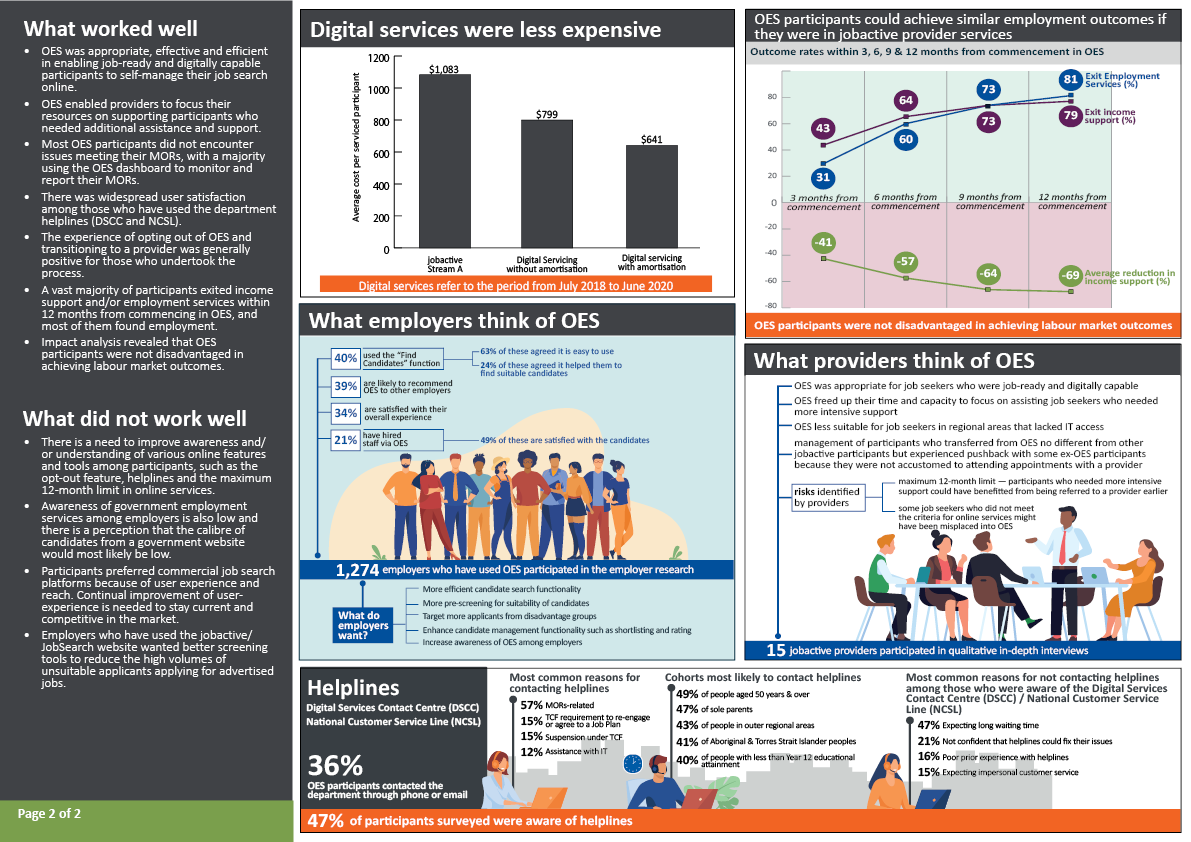 What worked well
• OES was appropriate, effective and efficient
in enabling job-ready and digitally capable
participants to self-manage their job search
online.
• OES enabled providers to focus their
resources on supporting participants who
needed additional assistance and support.
• Most OES participants did not encounter
issues meeting their MORs, with a majority
using the OES dashboard to monitor and
report their MORs.
• There was widespread user satisfaction
among those who have used the department
helplines (DSCC and NCSL).
• The experience of opting out of OES and
transitioning to a provider was generally
positive for those who undertook the
process.
• A vast majority of participants exited income
support and/or employment services within
12 months from commencing in OES, and
most of them found employment.
• Impact analysis revealed that OES
participants were not disadvantaged in
achieving labour market outcomes.
What did not work well
• There is a need to improve awareness and/
or understanding of various online features
and tools among participants, such as the
opt-out feature, helplines and the maximum
12-month limit in online services.
• Awareness of government employment
services among employers is also low and
there is a perception that the calibre of
candidates from a government website
would most likely be low.
• Participants preferred commercial job search
platforms because of user experience and
reach. Continual improvement of user-
experience is needed to stay current and
competitive in the market.
• Employers who have used the jobactive/
JobSearch website wanted better screening
tools to reduce the high volumes of
unsuitable applicants applying for advertised
jobs.
Page 2 of 2
Digital services were less expensive
Average cost per serviced participant
1200
1000
800
600
400
200
0
$1,083
$799
$641
jobactive
Stream A
Digital Servicing
without amortisation
Digital servicing
with amortisation
Digital services refer to the period from July 2018 to June 2020
OES participants could achieve similar employment outcomes if
they were in jobactive provider services
Outcome rates within 3, 6, 9 & 12 months from commencement in OES
80
60
40
20
0
-20
-40
-60
-80
43
64
73
81
Exit Employment
Services (%)
31
60
73
79
Exit income
support (%)
3 months from
commencement
6 months from
commencement
9 months from
commencement
12 months from
commencement
-41
-57
-64
-69
Average reduction in
income support (%)
OES participants were not disadvantaged in achieving labour market outcomes
What employers think of OES
40% used the "Find
Candidates" function
63% of these agreed it is easy to use
24% of these agreed it helped them to
find suitable candidates
39% are likely to recommend
OES to other employers
34% are satisfied with their
overall experience
21% have hired
staff via OES
49% of these are satisfied with the candidates
1,274 employers who have used OES participated in the employer research
What do
employers
want?
More efficient candidate search functionality
More pre-screening for suitability of candidates
Target more applicants from disadvantage groups
Enhance candidate management functionality such as shortlisting and rating
Increase awareness of OES among employers
What providers think of OES
OES was appropriate for job seekers who were job-ready and digitally capable
OES freed up their time and capacity to focus on assisting job seekers who needed
more intensive support
OES less suitable for job seekers in regional areas that lacked IT access
management of participants who transferred from OES no different from other
jobactive participants but experienced pushback with some ex-OES participants
because they were not accustomed to attending appointments with a provider
risks identified
by providers
maximum 12-month limit — participants who needed more intensive
support could have benefited from being referred to a provider earlier
some job seekers who did not meet
the criteria for online services might
have been misplaced into OES
15 jobactive providers participated in qualitative in-depth interviews
Helplines
Digital Services Contact Centre (DSCC)
National Customer Service Line (NCSL)
36%
OES participants contacted the
department through phone or email
Most common reasons for
contacting helplines
57% MORs-related
15% TCF requirement to re-engage
or agree to a Job Plan
15% Suspension under TCF
12% Assistance with IT
Cohorts most likely to contact helplines
49% of people aged 50 years & over
47% of sole parents
43% of people in outer regional areas
41% of Aboriginal & Torres Strait Islander peoples
40% of people with less than Year 12 educational
attainment
Most common reasons for not contacting helplines
among those who were aware of the Digital Services
Contact Centre (DSCC) / National Customer Service
Line (NCSL)
47% Expecting long waiting time
21% Not confident that helplines could fix their issues
16% Poor prior experience with helplines
15% Expecting impersonal customer service
47% of participants surveyed were aware of helplines